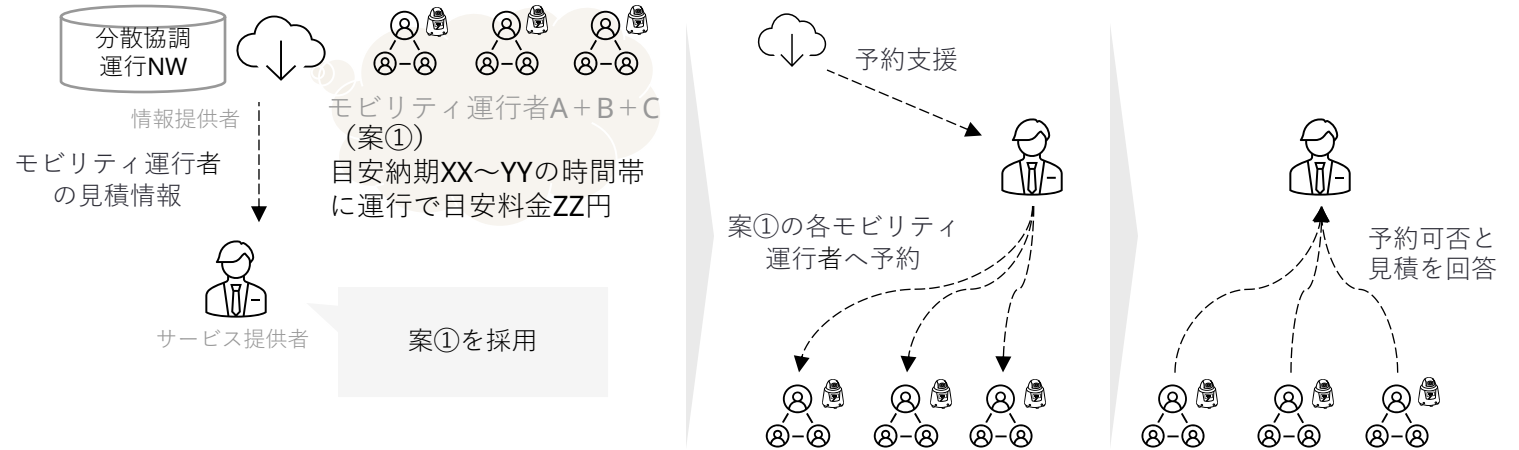 分散協調
運行NW
情報提供者
モビリティ運行者
の見積情報
モビリティ運行者A＋B＋C
（案①）
目安納期XX～YYの時間帯
に運行で目安料金ZZ円
サービス提供者
案①を採用
予約支援
案①の各モビリティ
運行者へ予約
予約可否と
見積を回答